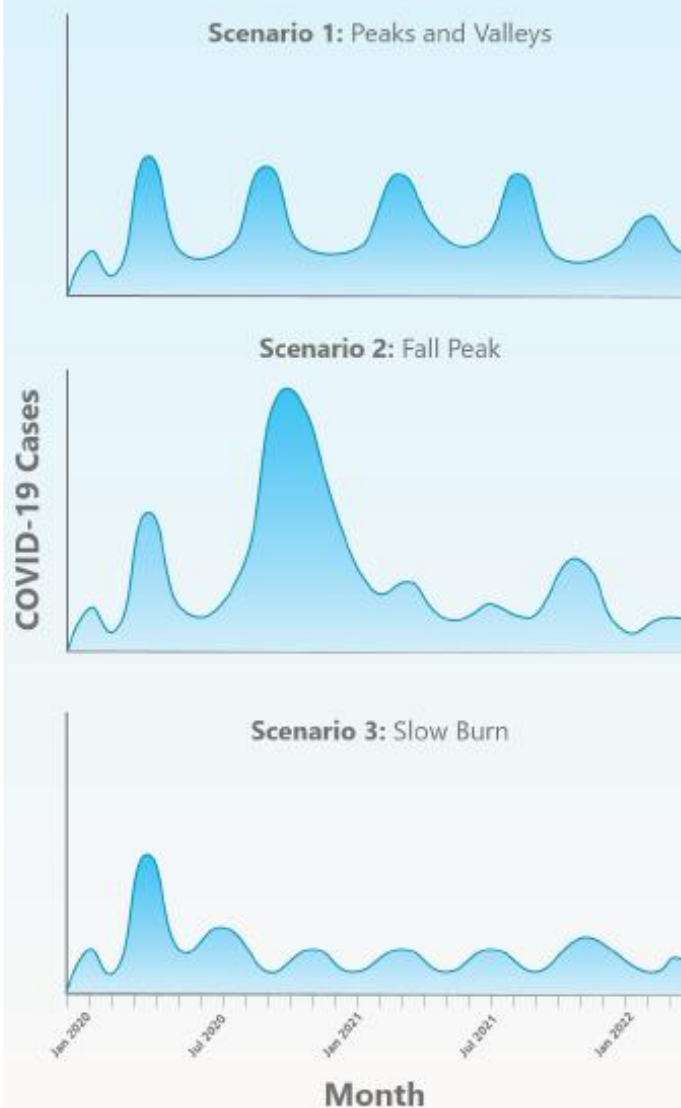 Scenario 1: Peaks and Valleys
Scenario 2: Fall Peak
COVID-19 Cases
Scenario 3: Slow Burn
Jan 2020
Jul 2020
Jan 2021
Jul 2021
Jan 2022
Month